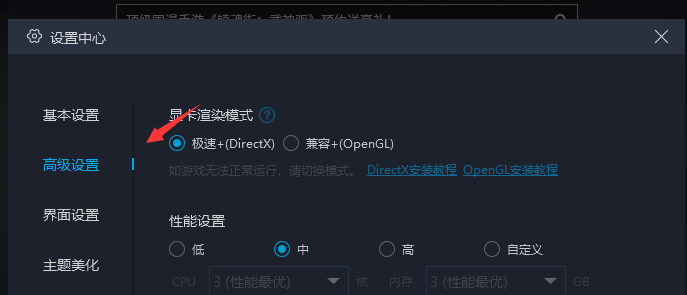 顶级国漫手游《镇魂街：武神驱》预约送豪礼！
设置中心
基本设置
高级设置
界面设置
主题美化
显卡渲染模式 ?
极速+(DirectX) 兼容+(OpenGL)
如游戏无法正常运行，请切换模式。 DirectX安装教程 OpenGL安装教程
性能设置
低 中 高 自定义
CPU 3 (性能最优) 核 内存 3 (性能最优) GB